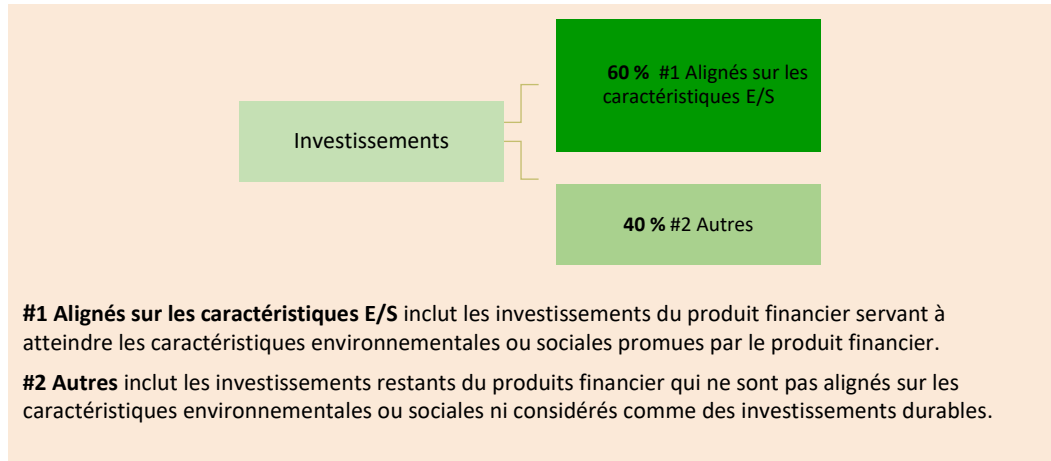 60 % #1 Alignés sur les
caractéristiques E/S
Investissements
40 % #2 Autres
#1 Alignés sur les caractéristiques E/S inclut les investissements du produit financier servant à
atteindre les caractéristiques environnementales ou sociales promues par le produit financier.
#2 Autres inclut les investissements restants du produits financier qui ne sont pas alignés sur les
caractéristiques environnementales ou sociales ni considérés comme des investissements durables.